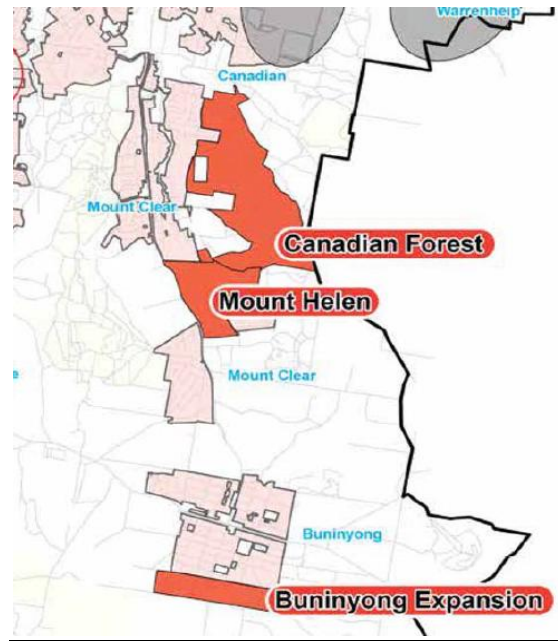 Warrenheip
Canadian
Mount Clear
Canadian Forest
Mount Helen
Mount Clear
e
Buninyong
Buninyong Expansion